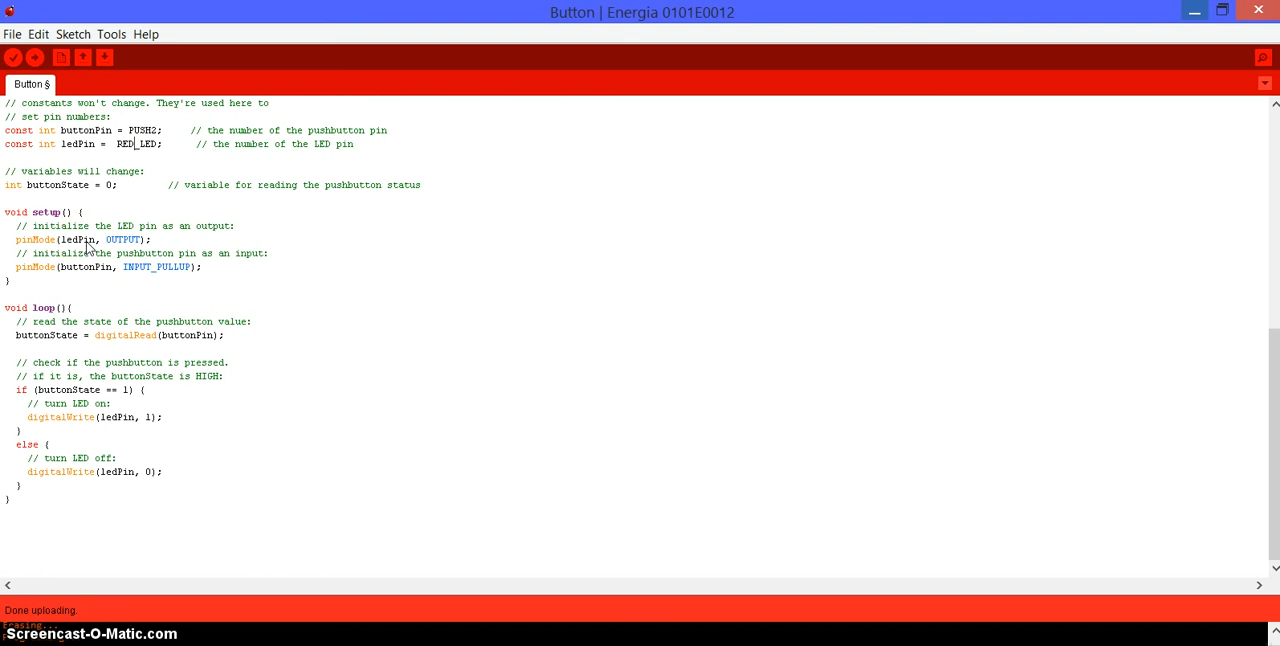 Button | Energia 0101E0012
File Edit Sketch Tools Help
Button §
// constants won't change. They're used here to
// set pin numbers:
const int buttonPin = PUSH2;     // the number of the pushbutton pin
const int ledPin =  RED_LED;      // the number of the LED pin
// variables will change:
int buttonState = 0;         // variable for reading the pushbutton status
void setup() {
// initialize the LED pin as an output:
pinMode(ledPin, OUTPUT);
// initialize the pushbutton pin as an input:
pinMode(buttonPin, INPUT_PULLUP);
}
void loop(){
// read the state of the pushbutton value:
buttonState = digitalRead(buttonPin);
// check if the pushbutton is pressed.
// if it is, the buttonState is HIGH:
if (buttonState == 1) {
// turn LED on:
digitalWrite(ledPin, 1);
}
else {
// turn LED off:
digitalWrite(ledPin, 0);
}
}
Done uploading.
Erasing...
Screencast-O-Matic.com